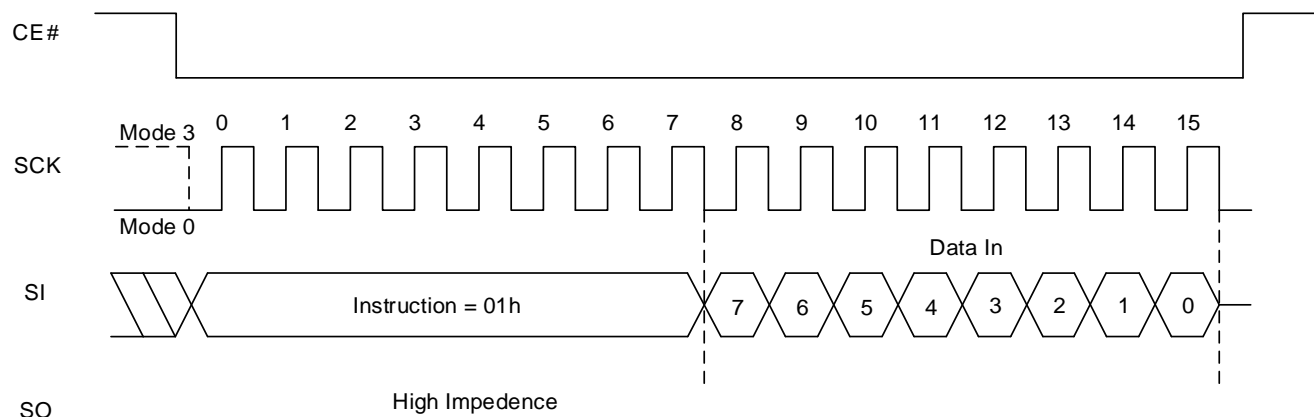 CE#
Mode 3 0 1 2 3 4 5 6 7 8 9 10 11 12 13 14 15
SCK
Mode 0
Data In
SI Instruction = 01h 7 6 5 4 3 2 1 0
High Impedence
SO